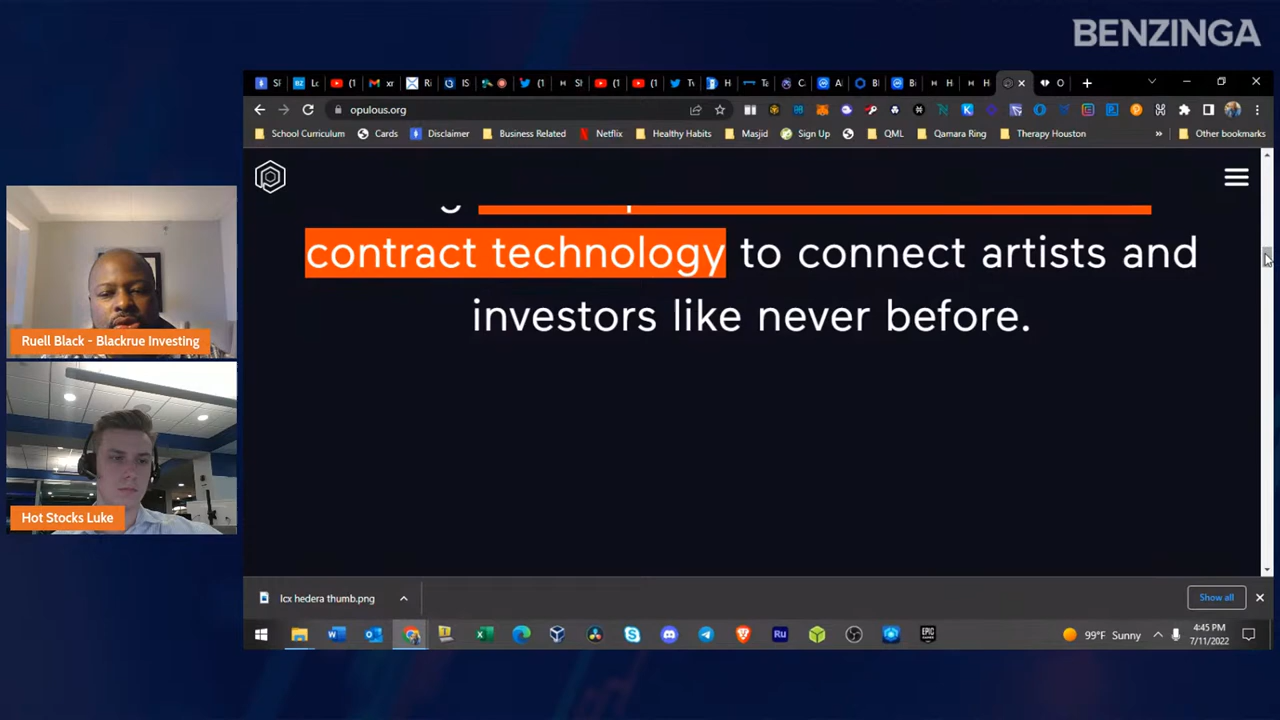 BENZINGA
opulous.org
School Curriculum
Cards
Disclaimer
Business Related
Netflix
Healthy Habits
Masjid
Sign Up
QML
Qamara Ring
Therapy Houston
»
Other bookmarks
contract technology to connect artists and
investors like never before.
Ruell Black - Blackrue Investing
Hot Stocks Luke
lcx hedera thumb.png
Show all
99°F Sunny
4:45 PM
7/11/2022